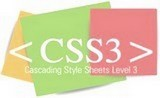 < CSS3 >
Cascading Style Sheets Level 3